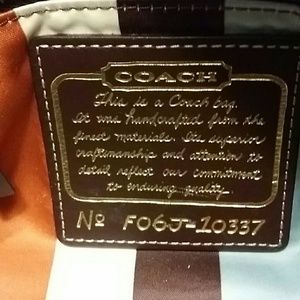 COACH
This is a Coach bag.
It was handcrafted from the
finest materials. Its superior
craftsmanship and attention to
detail reflect our commitment
to enduring quality.
Nº F06J-10337